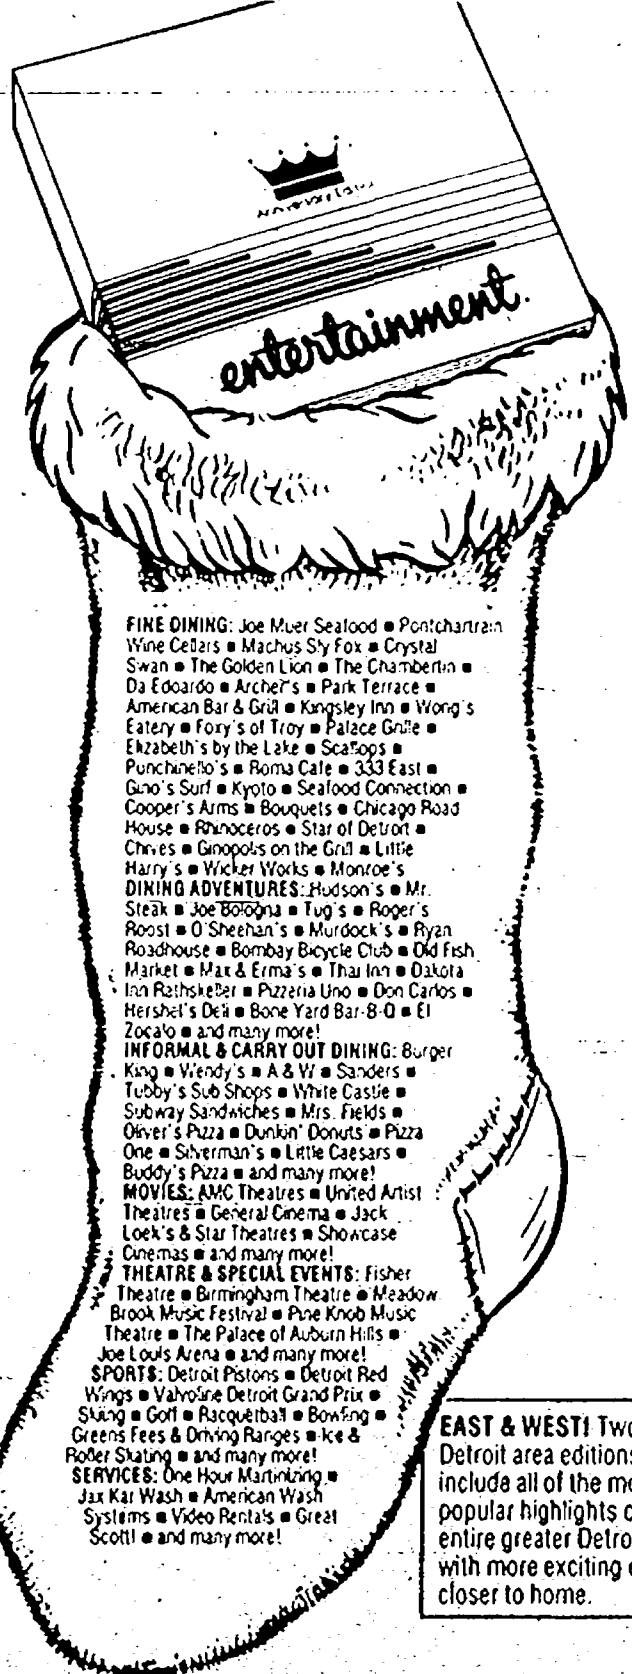 Anniversary Edition
entertainment.
FINE DINING: Joe Muer Seafood ■ Pontchartrain
Wine Cellars ■ Machus Sly Fox ■ Crystal
Swan ■ The Golden Lion ■ The Chambertin ■
Da Edoardo ■ Archer's ■ Park Terrace ■
American Bar & Grill ■ Kingsley Inn ■ Wong's
Eatery ■ Foxy's of Troy ■ Palace Grille ■
Elizabeth's by the Lake ■ Scallops ■
Punchinello's ■ Roma Cafe ■ 333 East ■
Gino's Surf ■ Kyoto ■ Seafood Connection ■
Cooper's Arms ■ Bouquets ■ Chicago Road
House ■ Rhinoceros ■ Star of Detroit ■
Chives ■ Ginopolis on the Grill ■ Little
Harry's ■ Wicker Works ■ Monroe's
DINING ADVENTURES: Hudson's ■ Mr.
Steak ■ Joe Bologna ■ Tug's ■ Roger's
Roost ■ O'Sheehan's ■ Murdock's ■ Ryan
Roadhouse ■ Bombay Bicycle Club ■ Old Fish
Market ■ Max & Erma's ■ Thai Inn ■ Dakota
Inn Rathskeller ■ Pizzeria Uno ■ Don Carlos ■
Hershel's Deli ■ Bone Yard Bar-B-Q ■ El
Zocalo ■ and many more!
INFORMAL & CARRY OUT DINING: Burger
King ■ Wendy's ■ A & W ■ Sanders ■
Tubby's Sub Shops ■ White Castle ■
Subway Sandwiches ■ Mrs. Fields ■
Oliver's Pizza ■ Dunkin' Donuts ■ Pizza
One ■ Silverman's ■ Little Caesars ■
Buddy's Pizza ■ and many more!
MOVIES: AMC Theatres ■ United Artist
Theatres ■ General Cinema ■ Jack
Loek's & Star Theatres ■ Showcase
Cinemas ■ and many more!
THEATRE & SPECIAL EVENTS: Fisher
Theatre ■ Birmingham Theatre ■ Meadow
Brook Music Festival ■ Pine Knob Music
Theatre ■ The Palace of Auburn Hills ■
Joe Louis Arena ■ and many more!
SPORTS: Detroit Pistons ■ Detroit Red
Wings ■ Valvoline Detroit Grand Prix ■
Skiing ■ Golf ■ Racquetball ■ Bowling ■
Greens Fees & Driving Ranges ■ Ice &
Roller Skating ■ and many more!
SERVICES: One Hour Martinizing ■
Jax Kar Wash ■ American Wash
Systems ■ Video Rentals ■ Great
Scott! ■ and many more!
EAST & WEST! Two
Detroit area editions
include all of the mo
popular highlights o
entire greater Detro
with more exciting
closer to home.